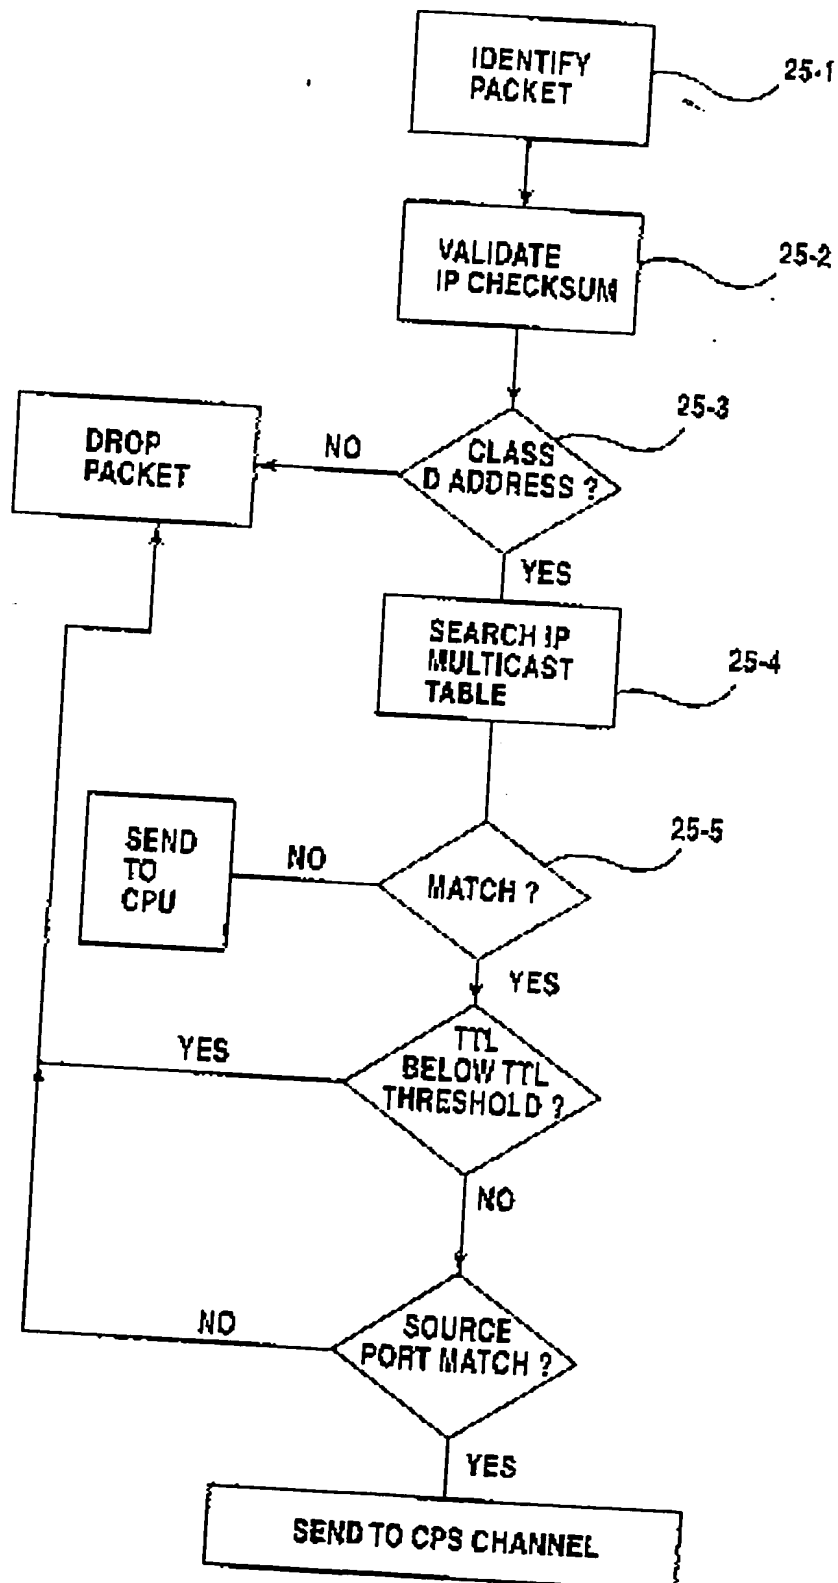 IDENTIFY
PACKET
25-1
VALIDATE
IP CHECKSUM
25-2
25-3
CLASS
D ADDRESS ?
NO
DROP
PACKET
YES
SEARCH IP
MULTICAST
TABLE
25-4
25-5
MATCH ?
NO
SEND
TO
CPU
YES
TTL
BELOW TTL
THRESHOLD ?
YES
NO
SOURCE
PORT MATCH ?
NO
YES
SEND TO CPS CHANNEL